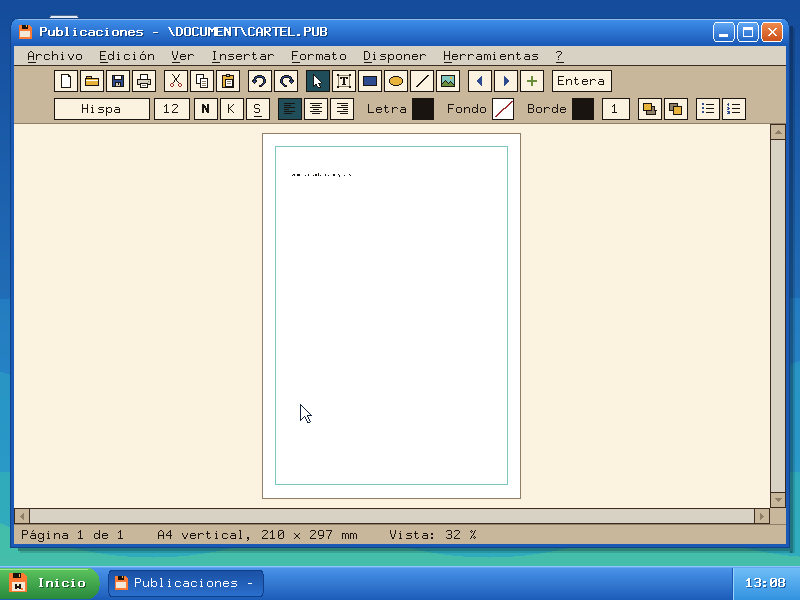 Publicaciones - \DOCUMENT\CARTEL.PUB
Archivo Edición Ver Insertar Formato Disponer Herramientas ?
T Entera
Hispa 12 N K S Letra Fondo Borde 1
Página 1 de 1 A4 vertical, 210 x 297 mm Vista: 32 %
Inicio Publicaciones - 13:08